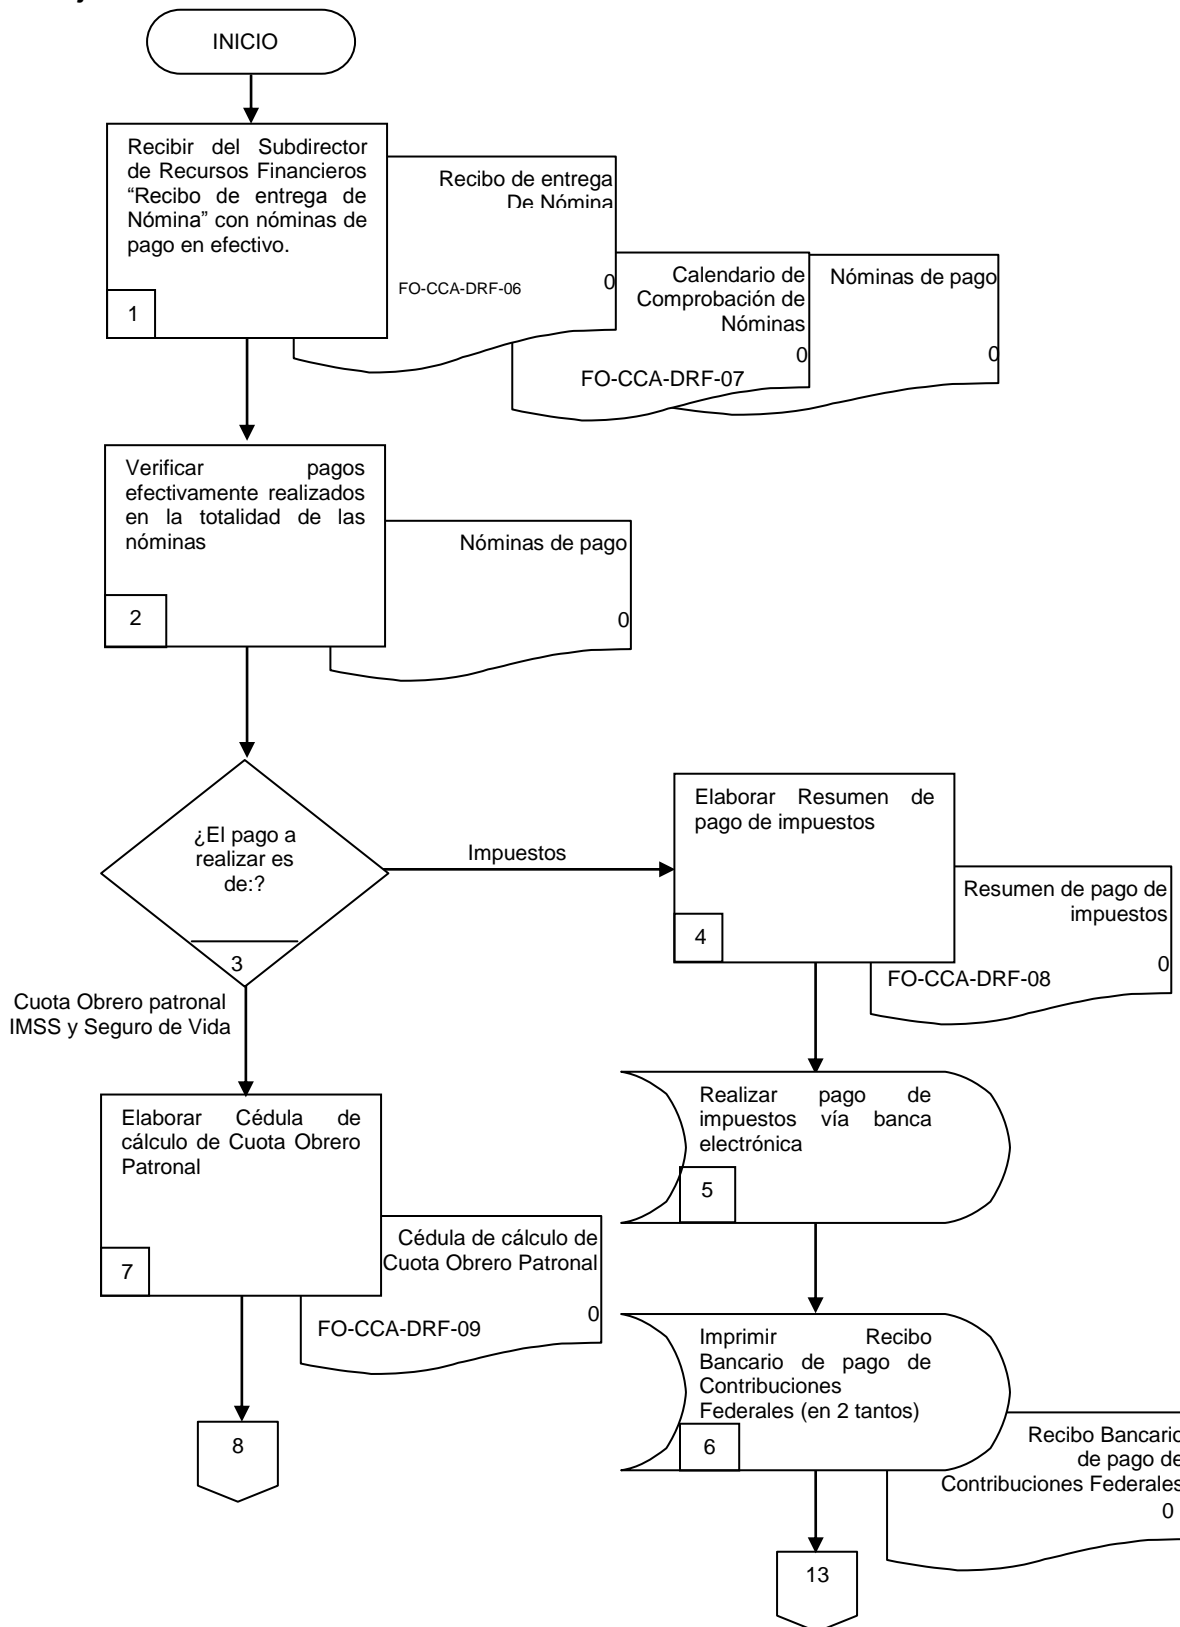 INICIO
Recibir del Subdirector
de Recursos Financieros
“Recibo de entrega de
Nómina” con nóminas de
pago en efectivo.
1
Recibo de entrega
De Nómina
FO-CCA-DRF-06
0
Calendario de
Comprobación de
Nóminas
0
FO-CCA-DRF-07
Nóminas de pago
0
Verificar pagos
efectivamente realizados
en la totalidad de las
nóminas
2
Nóminas de pago
0
¿El pago a
realizar es
de:?
3
Impuestos
Cuota Obrero patronal
IMSS y Seguro de Vida
Elaborar Resumen de
pago de impuestos
4
Resumen de pago de
impuestos
0
FO-CCA-DRF-08
Realizar pago de
impuestos vía banca
electrónica
5
Elaborar Cédula de
cálculo de Cuota Obrero
Patronal
7
Cédula de cálculo de
Cuota Obrero Patronal
0
FO-CCA-DRF-09
8
Imprimir Recibo
Bancario de pago de
Contribuciones
Federales (en 2 tantos)
6
Recibo Bancario
de pago de
Contribuciones Federales
0
13